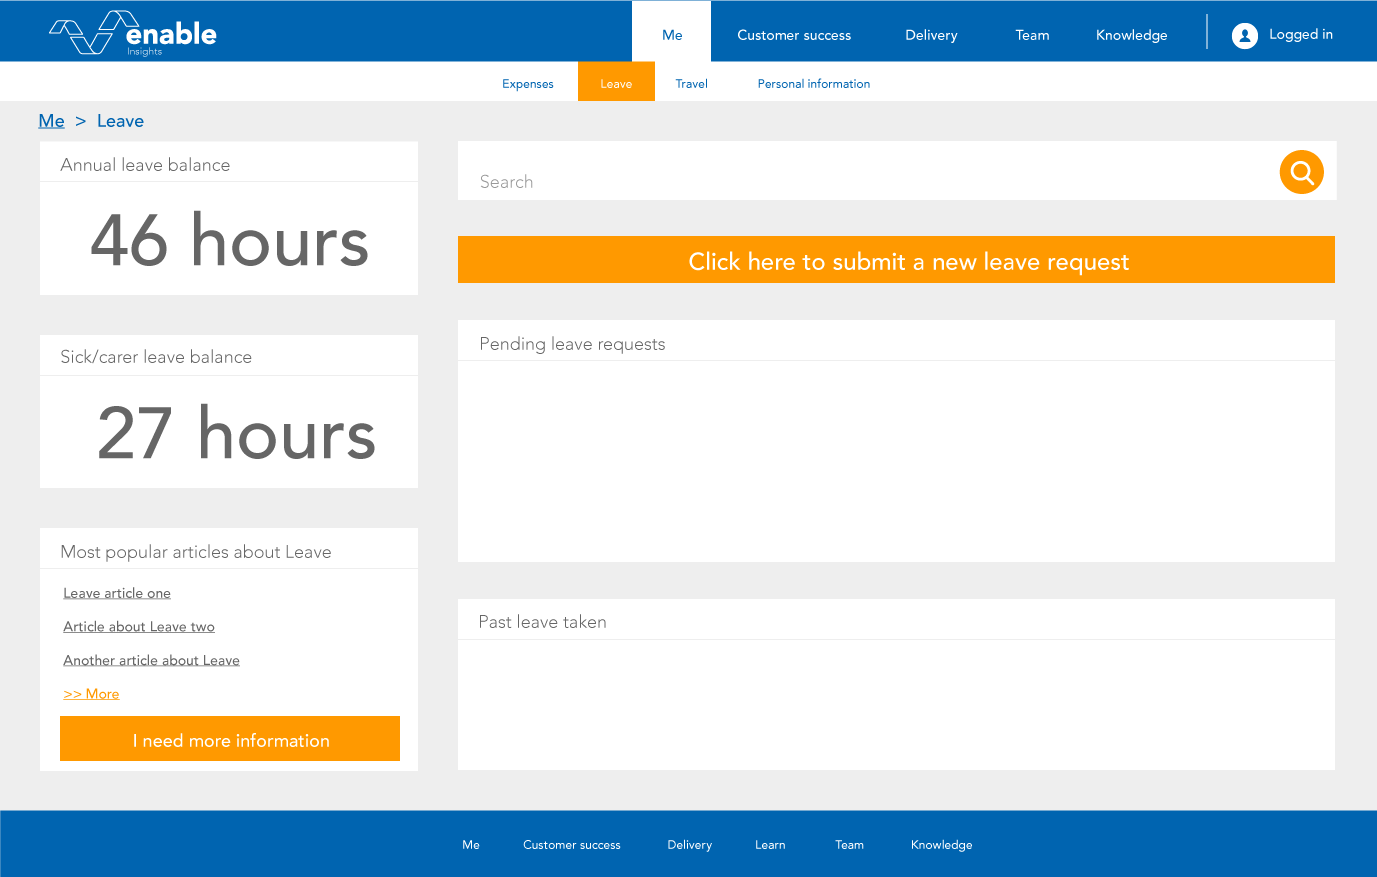 enable
Insights
Me Customer success Delivery Team Knowledge Logged in
Expenses Leave Travel Personal information
Me > Leave
Annual leave balance
46 hours
Search
Click here to submit a new leave request
Sick/carer leave balance
27 hours
Pending leave requests
Most popular articles about Leave
Leave article one
Article about Leave two
Another article about Leave
>> More
I need more information
Past leave taken
Me Customer success Delivery Learn Team Knowledge